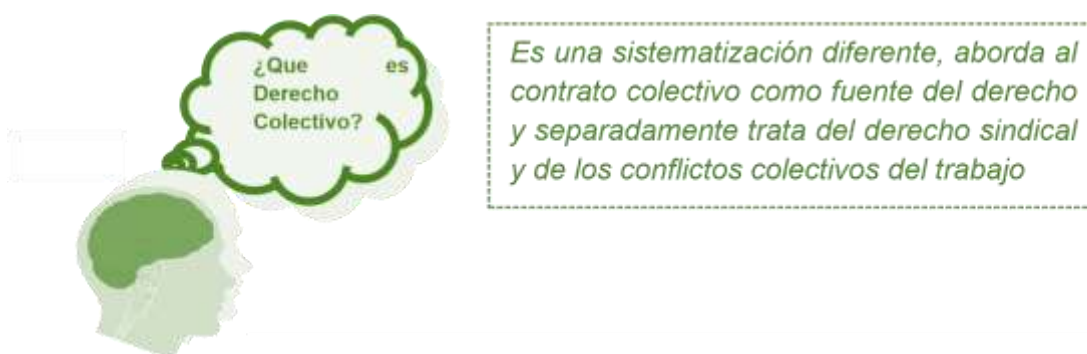 ¿Que es
Derecho
Colectivo?
Es una sistematización diferente, aborda al
contrato colectivo como fuente del derecho
y separadamente trata del derecho sindical
y de los conflictos colectivos del trabajo